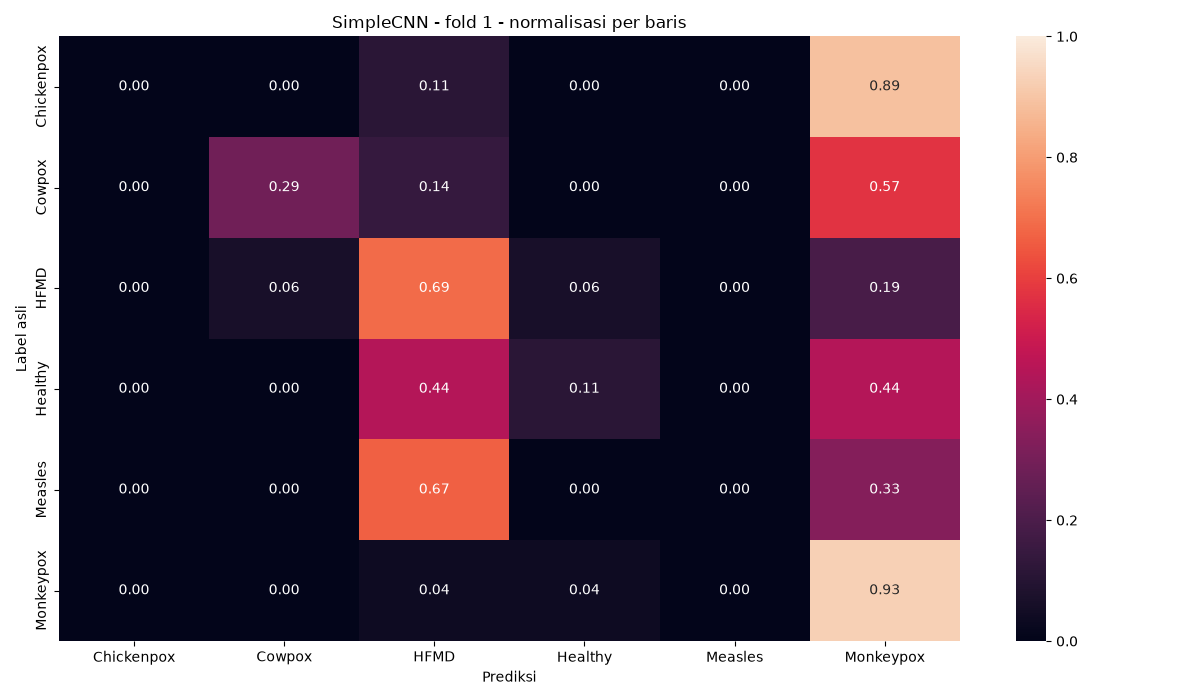 SimpleCNN - fold 1 - normalisasi per baris
Label asli
Chickenpox 0.00 0.00 0.11 0.00 0.00 0.89
Cowpox 0.00 0.29 0.14 0.00 0.00 0.57
HFMD 0.00 0.06 0.69 0.06 0.00 0.19
Healthy 0.00 0.00 0.44 0.11 0.00 0.44
Measles 0.00 0.00 0.67 0.00 0.00 0.33
Monkeypox 0.00 0.00 0.04 0.04 0.00 0.93
Chickenpox Cowpox HFMD Healthy Measles Monkeypox
Prediksi
1.0
0.8
0.6
0.4
0.2
0.0